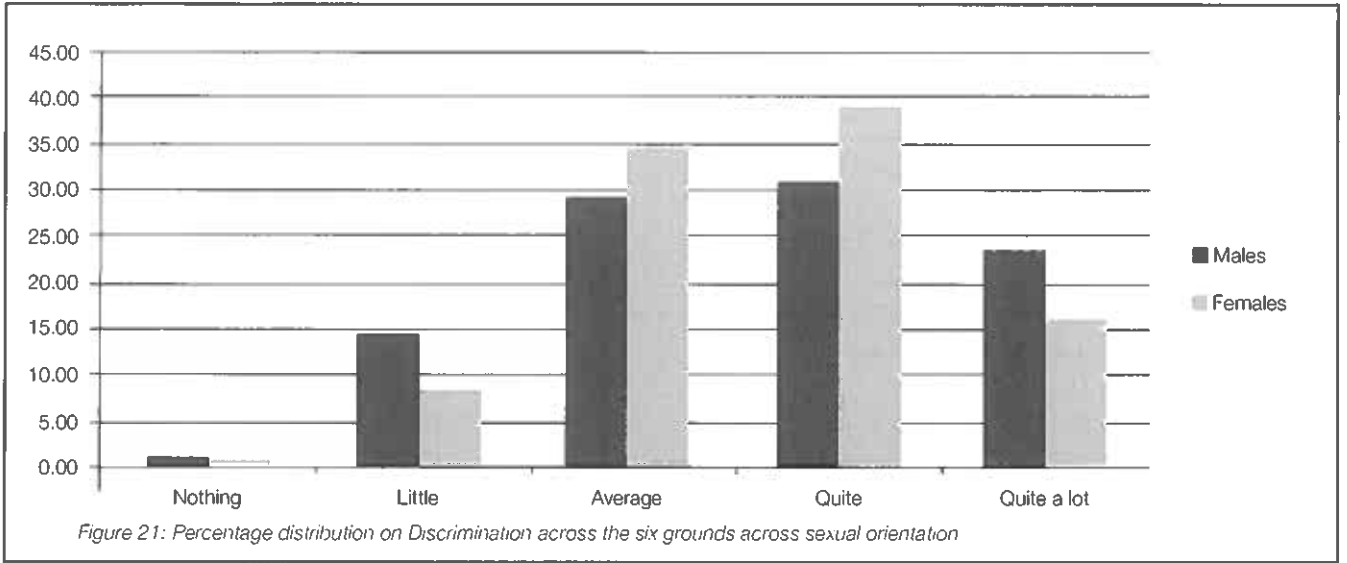 45.00
40.00
35.00
30.00
25.00
20.00
15.00
10.00
5.00
0.00
Nothing Little Average Quite Quite a lot
Males
Females
Figure 21: Percentage distribution on Discrimination across the six grounds across sexual orientation